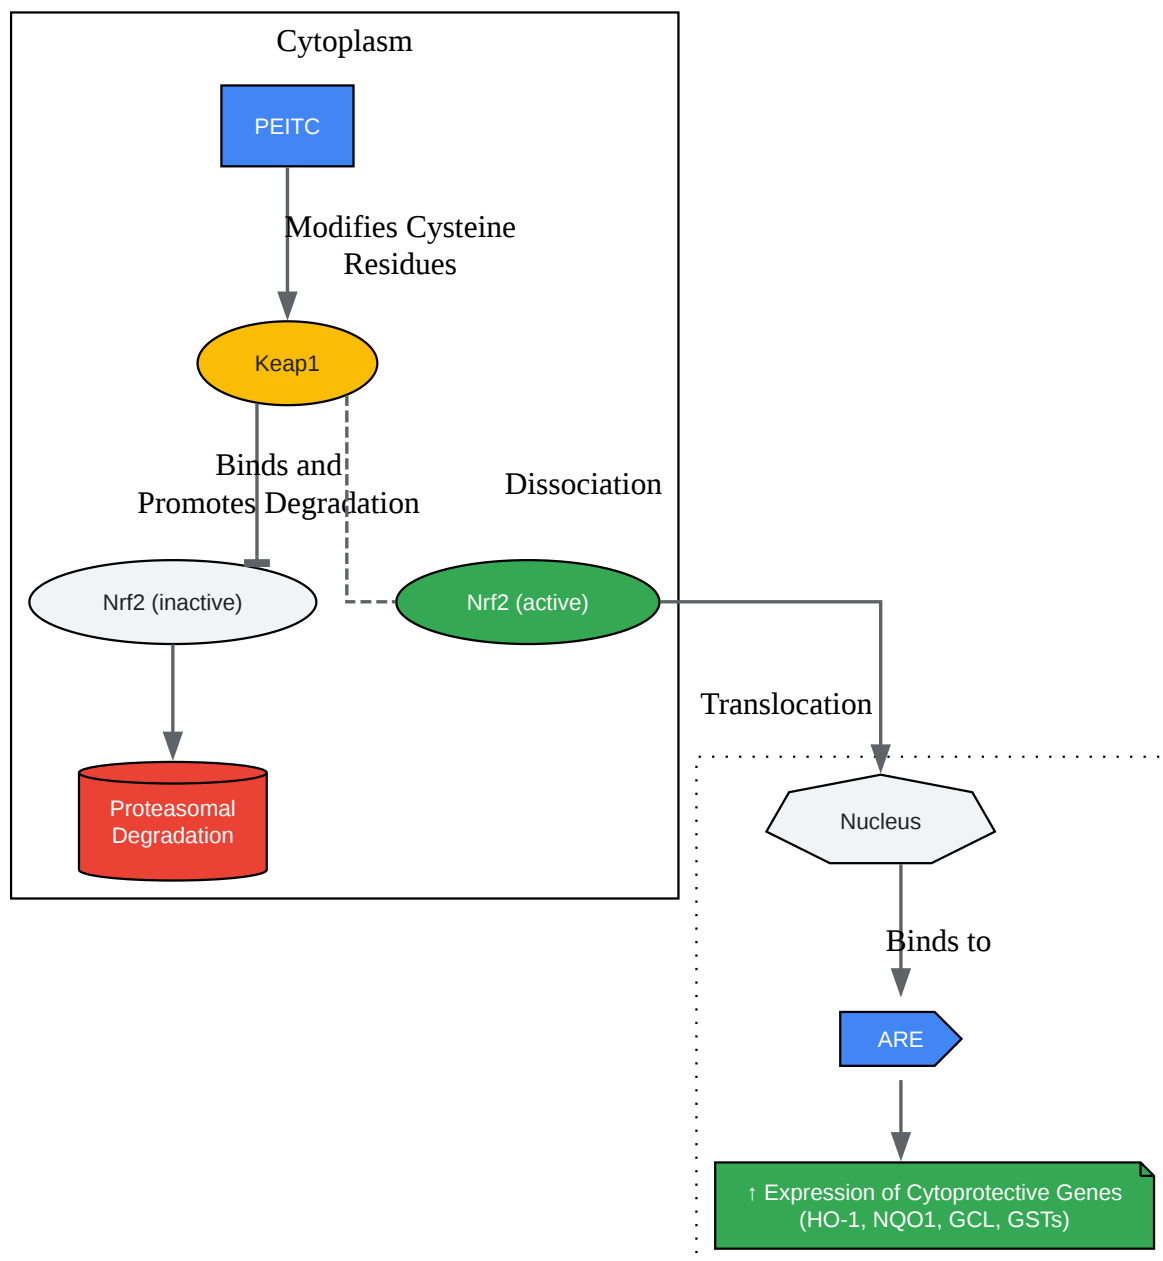 Cytoplasm
PEITC
Modifies Cysteine
Residues
Keap1
Binds and
Promotes Degradation
Dissociation
Nrf2 (inactive)
Nrf2 (active)
Translocation
Proteasomal
Degradation
Nucleus
Binds to
ARE
↑ Expression of Cytoprotective Genes
(HO-1, NQO1, GCL, GSTs)